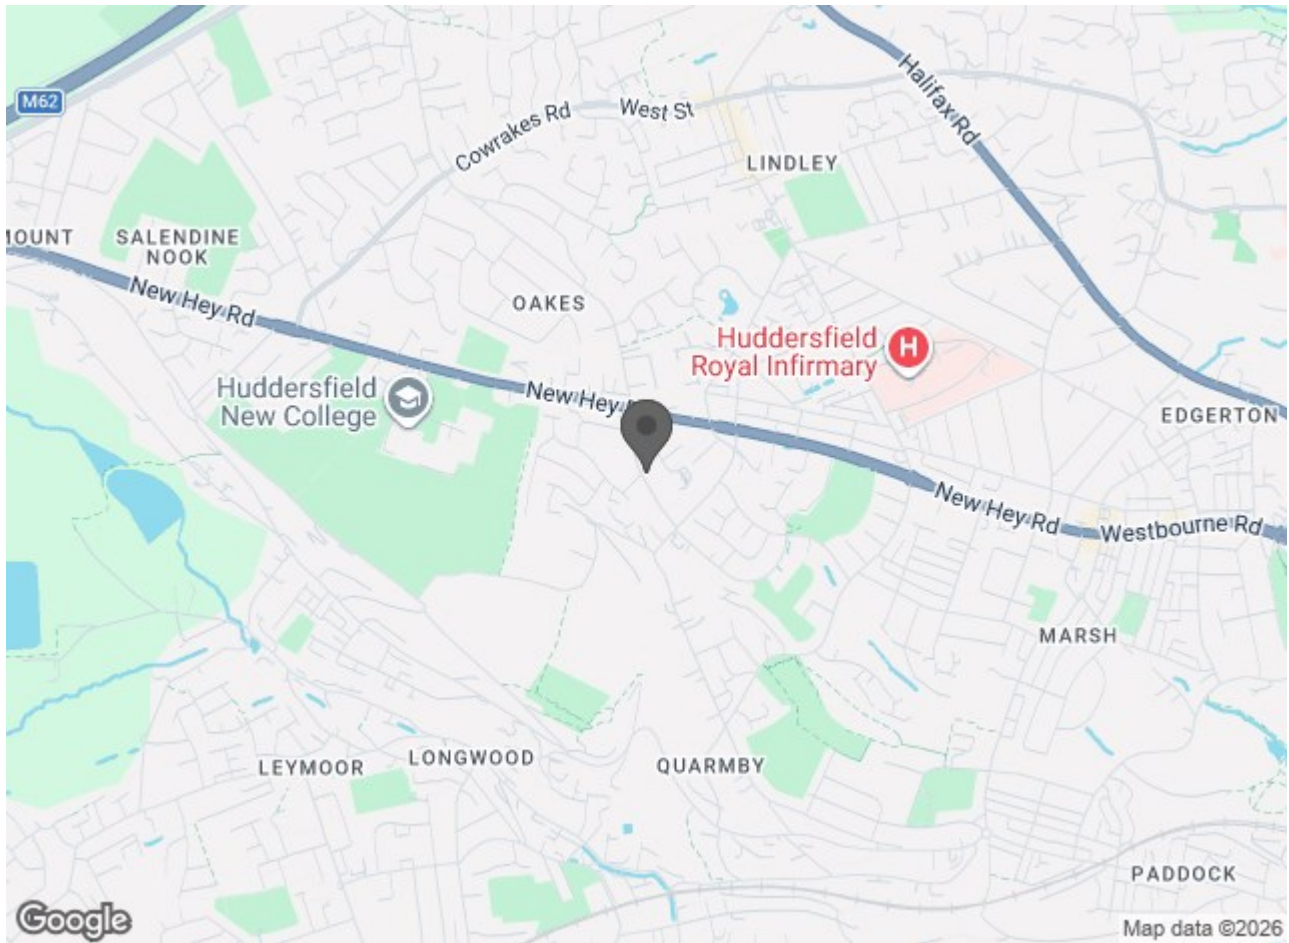 M62
Cowrakes Rd
West St
Halifax Rd
LINDLEY
MOUNT
SALENDINE
NOOK
New Hey Rd
OAKES
Huddersfield
Royal Infirmary
H
Huddersfield
New College
New Hey
EDGERTON
New Hey Rd
Westbourne Rd
MARSH
LEYMOOR
LONGWOOD
QUARMBY
PADDOCK
Google
Map data ©2026